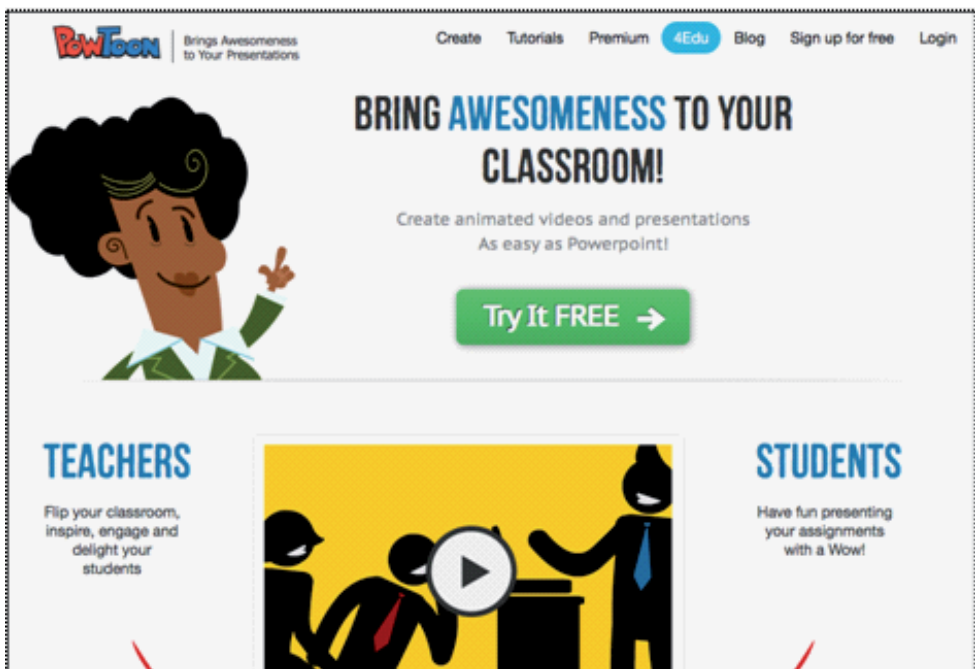 PowToon
Brings Awesomeness
to Your Presentations
Create Tutorials Premium 4Edu Blog Sign up for free Login
BRING AWESOMENESS TO YOUR
CLASSROOM!
Create animated videos and presentations
As easy as Powerpoint!
Try It FREE
TEACHERS
Flip your classroom,
inspire, engage and
delight your
students
STUDENTS
Have fun presenting
your assignments
with a Wow!